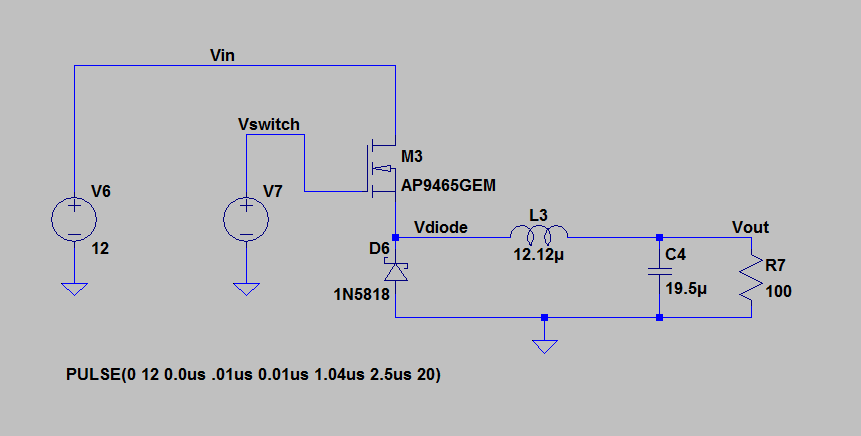 Vin
Vswitch
M3
AP9465GEM
V6
12
V7
Vdiode
L3
12.12µ
Vout
D6
1N5818
C4
19.5µ
R7
100
PULSE(0 12 0.0us .01us 0.01us 1.04us 2.5us 20)